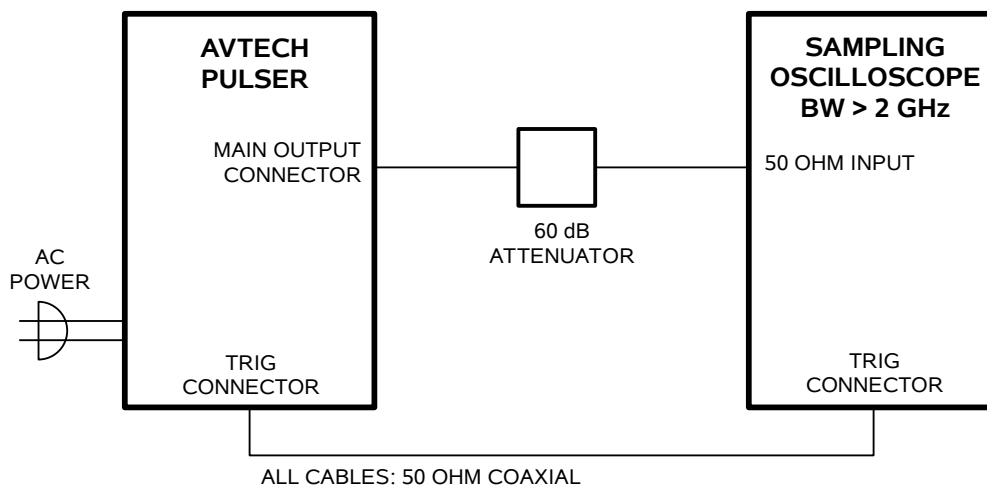 AVTECH
PULSER
MAIN OUTPUT
CONNECTOR
AC
POWER
TRIG
CONNECTOR
60 dB
ATTENUATOR
SAMPLING
OSCILLOSCOPE
BW > 2 GHz
50 OHM INPUT
TRIG
CONNECTOR
ALL CABLES: 50 OHM COAXIAL